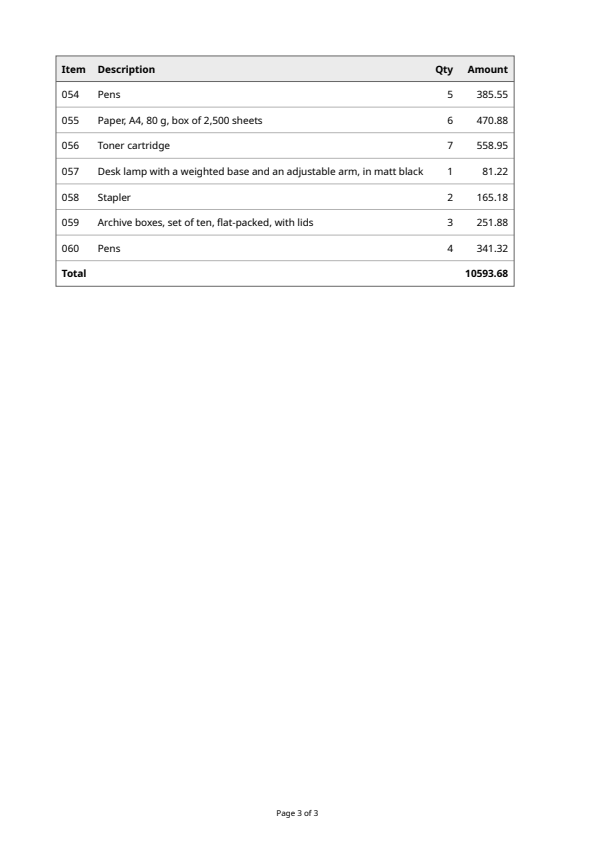 Item Description Qty Amount
054 Pens 5 385.55
055 Paper, A4, 80 g, box of 2,500 sheets 6 470.88
056 Toner cartridge 7 558.95
057 Desk lamp with a weighted base and an adjustable arm, in matt black 1 81.22
058 Stapler 2 165.18
059 Archive boxes, set of ten, flat-packed, with lids 3 251.88
060 Pens 4 341.32
Total 10593.68
Page 3 of 3